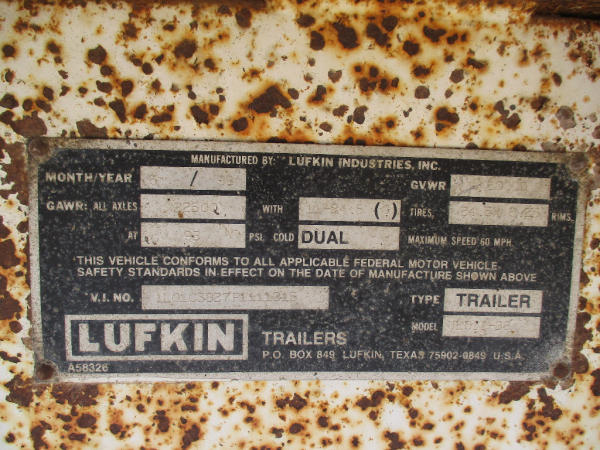 MANUFACTURED BY: LUFKIN INDUSTRIES, INC.
MONTH/YEAR / GVWR
GAWR: ALL AXLES WITH ( ) TIRES, RIMS.
AT PSI COLD DUAL MAXIMUM SPEED 60 MPH.
THIS VEHICLE CONFORMS TO ALL APPLICABLE FEDERAL MOTOR VEHICLE
SAFETY STANDARDS IN EFFECT ON THE DATE OF MANUFACTURE SHOWN ABOVE
V.I. NO. TYPE TRAILER
MODEL
LUFKIN TRAILERS
P.O. BOX 849 LUFKIN, TEXAS 75902-0849 U.S.A.
A58326